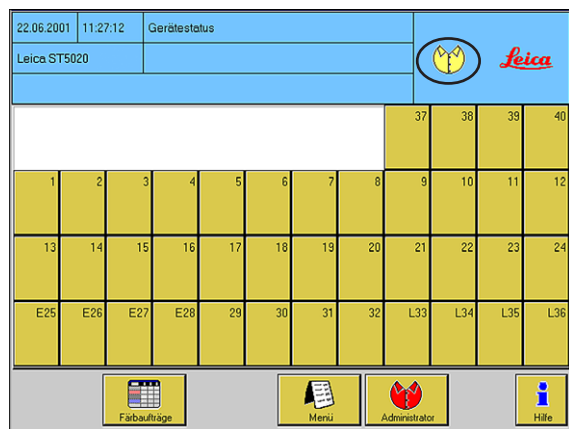 22.06.2001 11:27:12 Gerätestatus
Leica ST5020
Leica
37 38 39 40
1 2 3 4 5 6 7 8 9 10 11 12
13 14 15 16 17 18 19 20 21 22 23 24
E25 E26 E27 E28 29 30 31 32 L33 L34 L35 L36
Färbaufträge Menü Administrator Hilfe